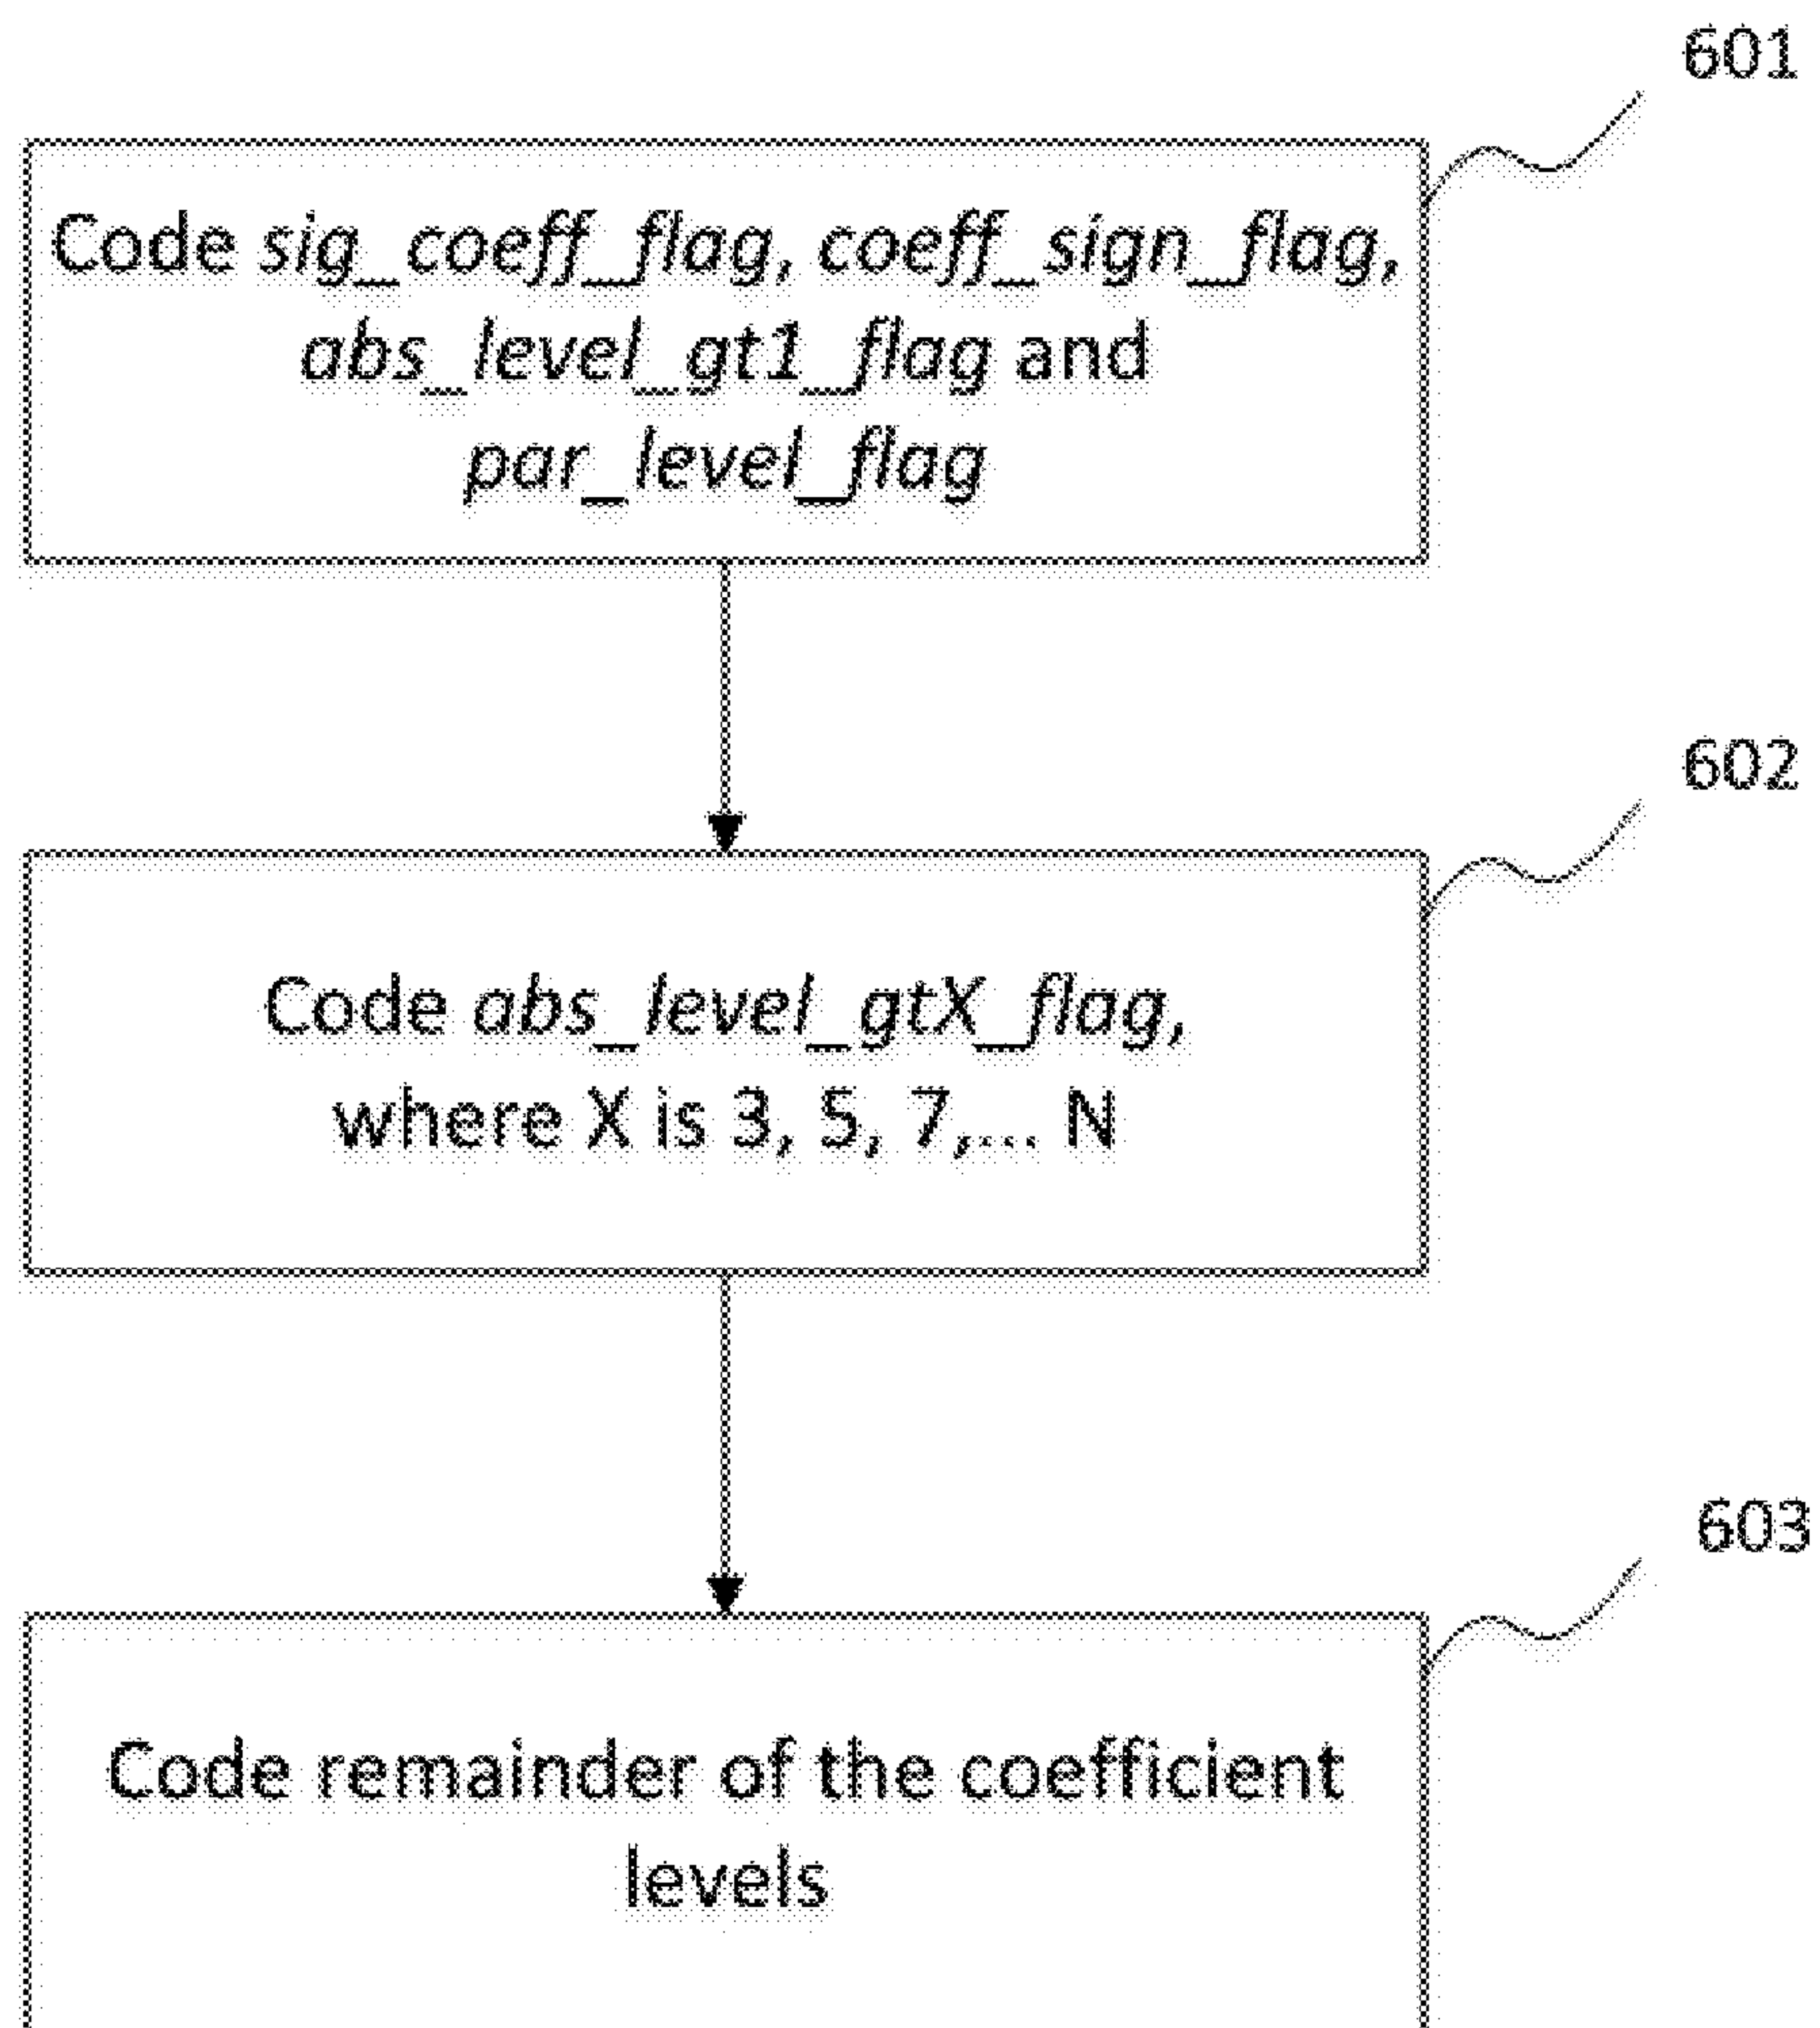 601
Code sig_coeff_flag, coeff_sign_flag,
abs_level_gt1_flag and
par_level_flag
602
Code abs_level_gtX_flag,
where X is 3, 5, 7,... N
603
Code remainder of the coefficient
levels